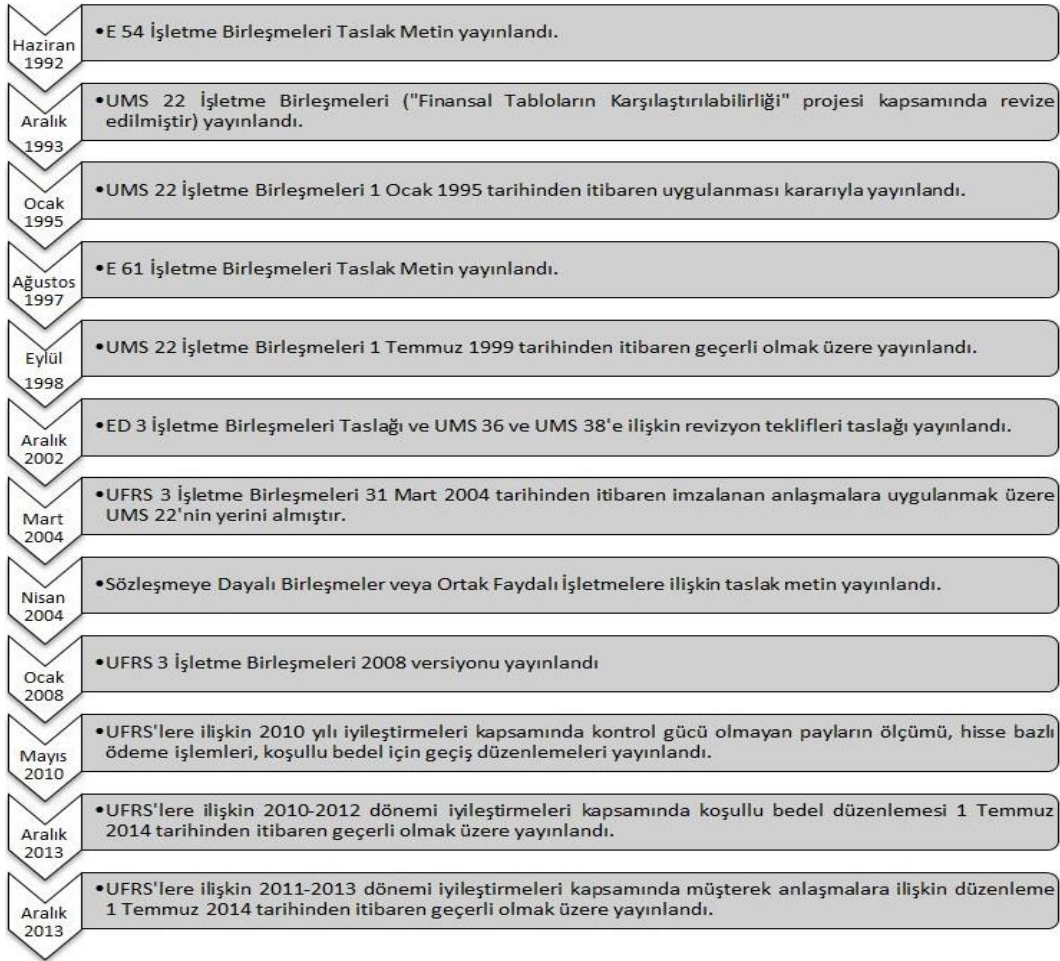 Haziran
1992
•E 54 İşletme Birleşmeleri Taslak Metin yayınlandı.
Aralık
1993
•UMS 22 İşletme Birleşmeleri ("Finansal Tabloların Karşılaştırılabilirliği" projesi kapsamında revize
edilmiştir) yayınlandı.
Ocak
1995
•UMS 22 İşletme Birleşmeleri 1 Ocak 1995 tarihinden itibaren uygulanması kararıyla yayınlandı.
Ağustos
1997
•E 61 İşletme Birleşmeleri Taslak Metin yayınlandı.
Eylül
1998
•UMS 22 İşletme Birleşmeleri 1 Temmuz 1999 tarihinden itibaren geçerli olmak üzere yayınlandı.
Aralık
2002
•ED 3 İşletme Birleşmeleri Taslağı ve UMS 36 ve UMS 38'e ilişkin revizyon teklifleri taslağı yayınlandı.
Mart
2004
•UFRS 3 İşletme Birleşmeleri 31 Mart 2004 tarihinden itibaren imzalanan anlaşmalara uygulanmak üzere
UMS 22'nin yerini almıştır.
Nisan
2004
•Sözleşmeye Dayalı Birleşmeler veya Ortak Faydalı İşletmelere ilişkin taslak metin yayınlandı.
Ocak
2008
•UFRS 3 İşletme Birleşmeleri 2008 versiyonu yayınlandı
Mayıs
2010
•UFRS'lere ilişkin 2010 yılı iyileştirmeleri kapsamında kontrol gücü olmayan payların ölçümü, hisse bazlı
ödeme işlemleri, koşullu bedel için geçiş düzenlemeleri yayınlandı.
Aralık
2013
•UFRS'lere ilişkin 2010-2012 dönemi iyileştirmeleri kapsamında koşullu bedel düzenlemesi 1 Temmuz
2014 tarihinden itibaren geçerli olmak üzere yayınlandı.
Aralık
2013
•UFRS'lere ilişkin 2011-2013 dönemi iyileştirmeleri kapsamında müşterek anlaşmalara ilişkin düzenleme
1 Temmuz 2014 tarihinden itibaren geçerli olmak üzere yayınlandı.